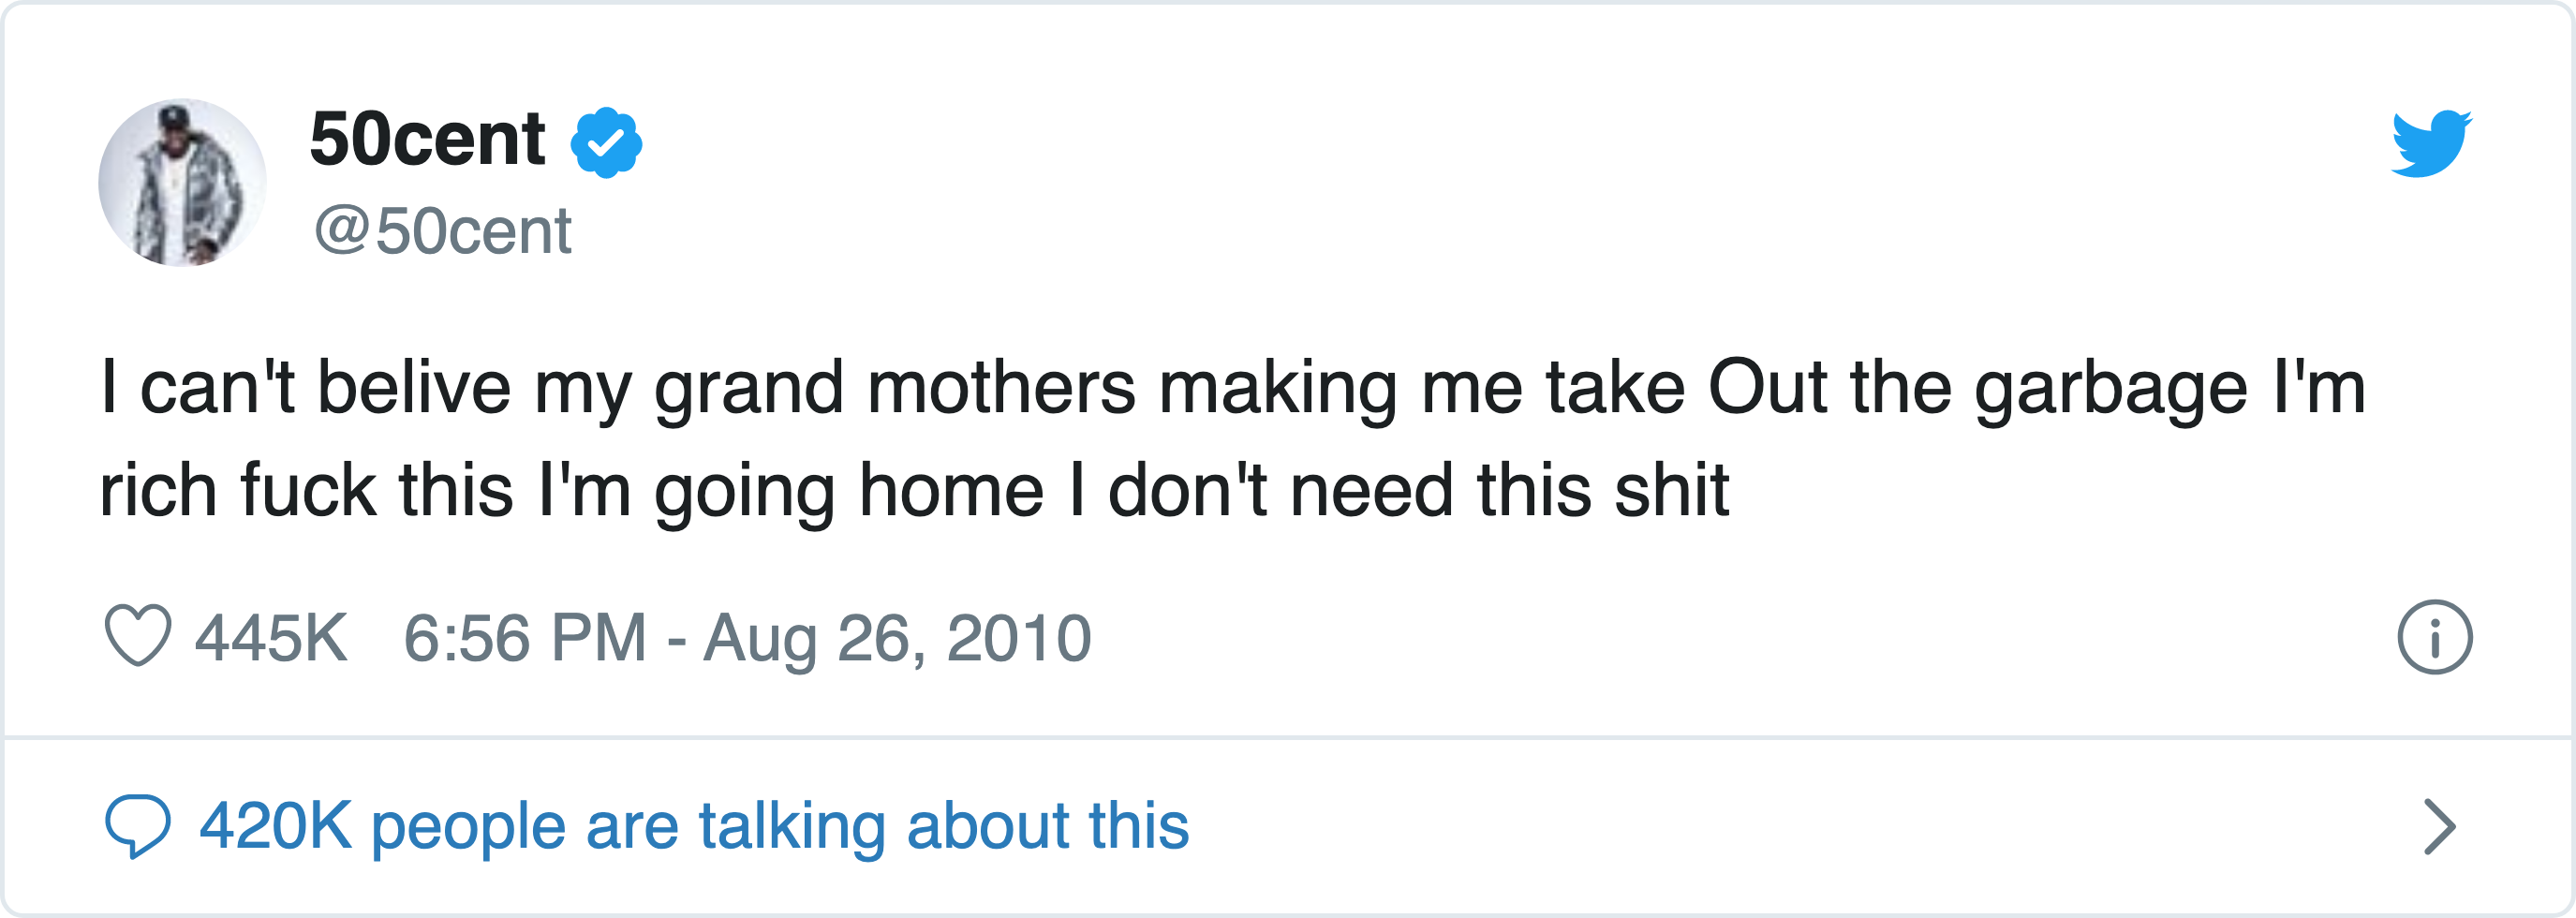 50cent
@50cent
I can't belive my grand mothers making me take Out the garbage I'm
rich fuck this I'm going home I don't need this shit
445K 6:56 PM - Aug 26, 2010
420K people are talking about this